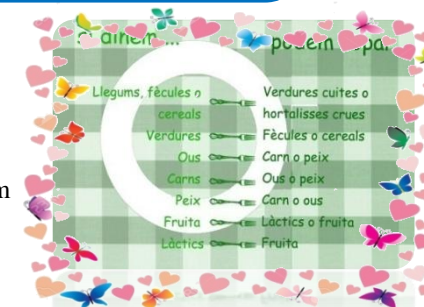 podem
Llegums, fècules o
cereals
Verdures cuites o
hortalisses crues
Verdures
Fècules o cereals
Ous
Carn o peix
Carns
Ous o peix
Peix
Carn o ous
Fruita
Làctics o fruita
Làctics
Fruita
m